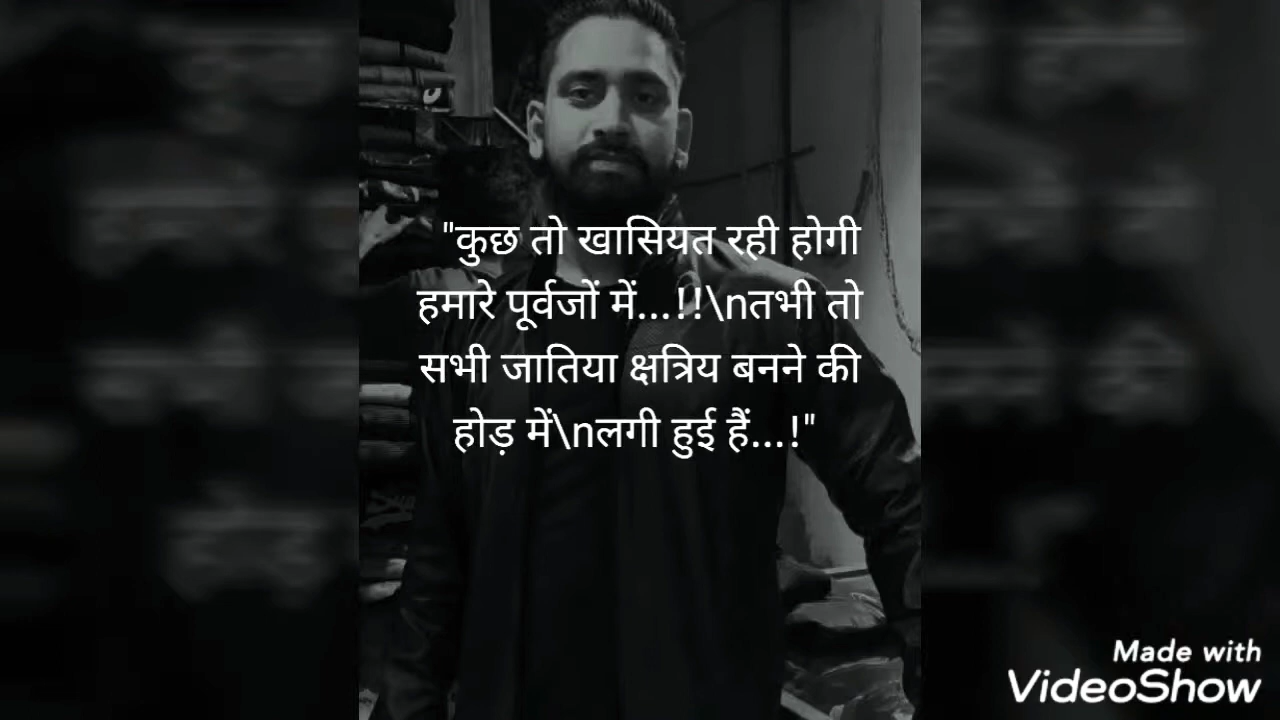 "कुछ तो खासियत रही होगी
हमारे पूर्वजों में...!!\nतभी तो
सभी जातिया क्षत्रिय बनने की
होड़ में\nलगी हुई हैं...!"
Made with
VideoShow